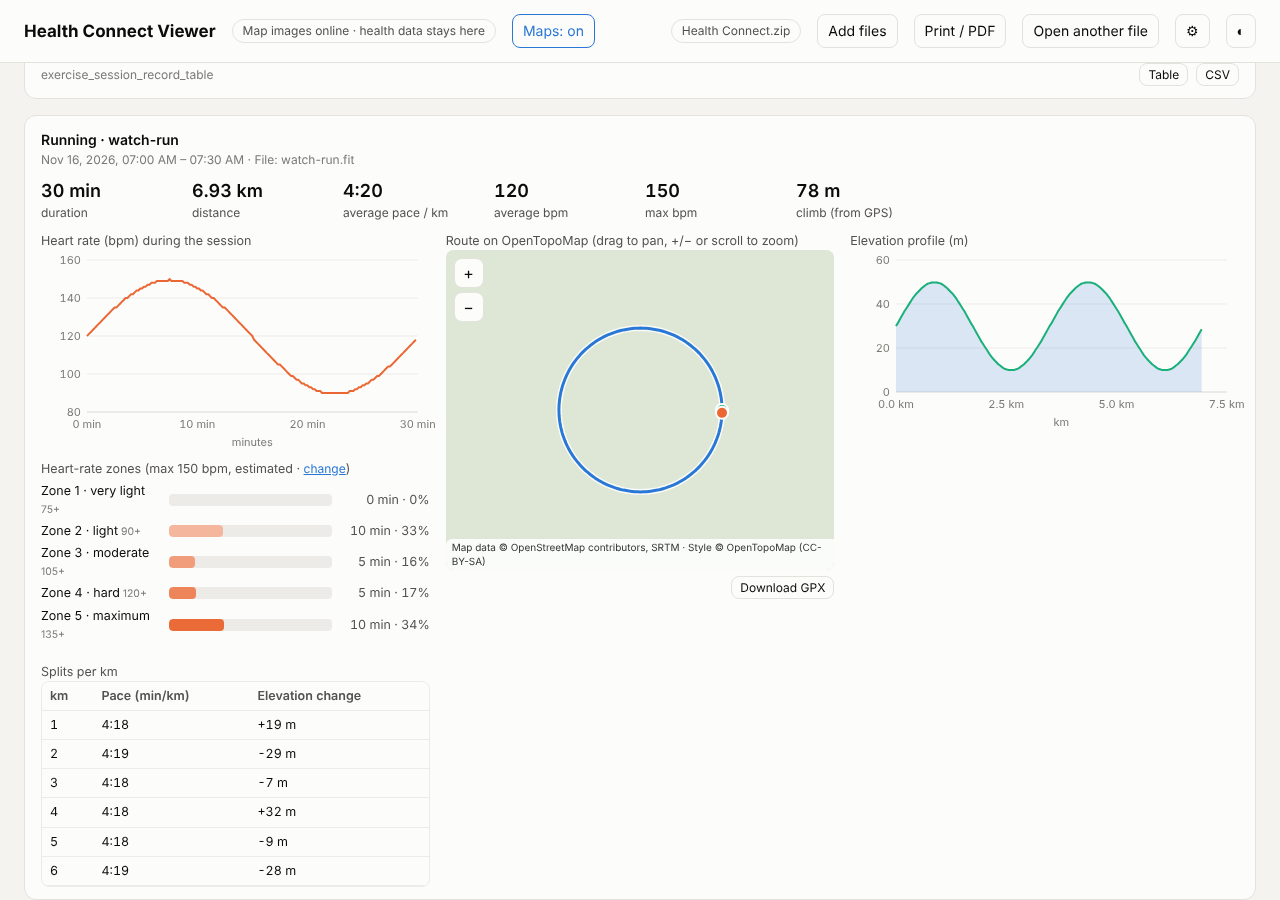 Health Connect Viewer
Map images online · health data stays here
Maps: on
Health Connect.zip
Add files
Print / PDF
Open another file
exercise_session_record_table
Table
CSV
Running · watch-run
Nov 16, 2026, 07:00 AM – 07:30 AM · File: watch-run.fit
30 min
duration
6.93 km
distance
4:20
average pace / km
120
average bpm
150
max bpm
78 m
climb (from GPS)
Heart rate (bpm) during the session
160
140
120
100
80
0 min
10 min
20 min
30 min
minutes
Heart-rate zones (max 150 bpm, estimated · change)
Zone 1 · very light
75+
0 min · 0%
Zone 2 · light 90+
10 min · 33%
Zone 3 · moderate
105+
5 min · 16%
Zone 4 · hard 120+
5 min · 17%
Zone 5 · maximum
135+
10 min · 34%
Splits per km
km Pace (min/km) Elevation change
1 4:18 +19 m
2 4:19 -29 m
3 4:18 -7 m
4 4:18 +32 m
5 4:18 -9 m
6 4:19 -28 m
Route on OpenTopoMap (drag to pan, +/− or scroll to zoom)
+
−
Map data © OpenStreetMap contributors, SRTM · Style © OpenTopoMap (CC-
BY-SA)
Download GPX
Elevation profile (m)
60
40
20
0
0.0 km
2.5 km
5.0 km
7.5 km
km